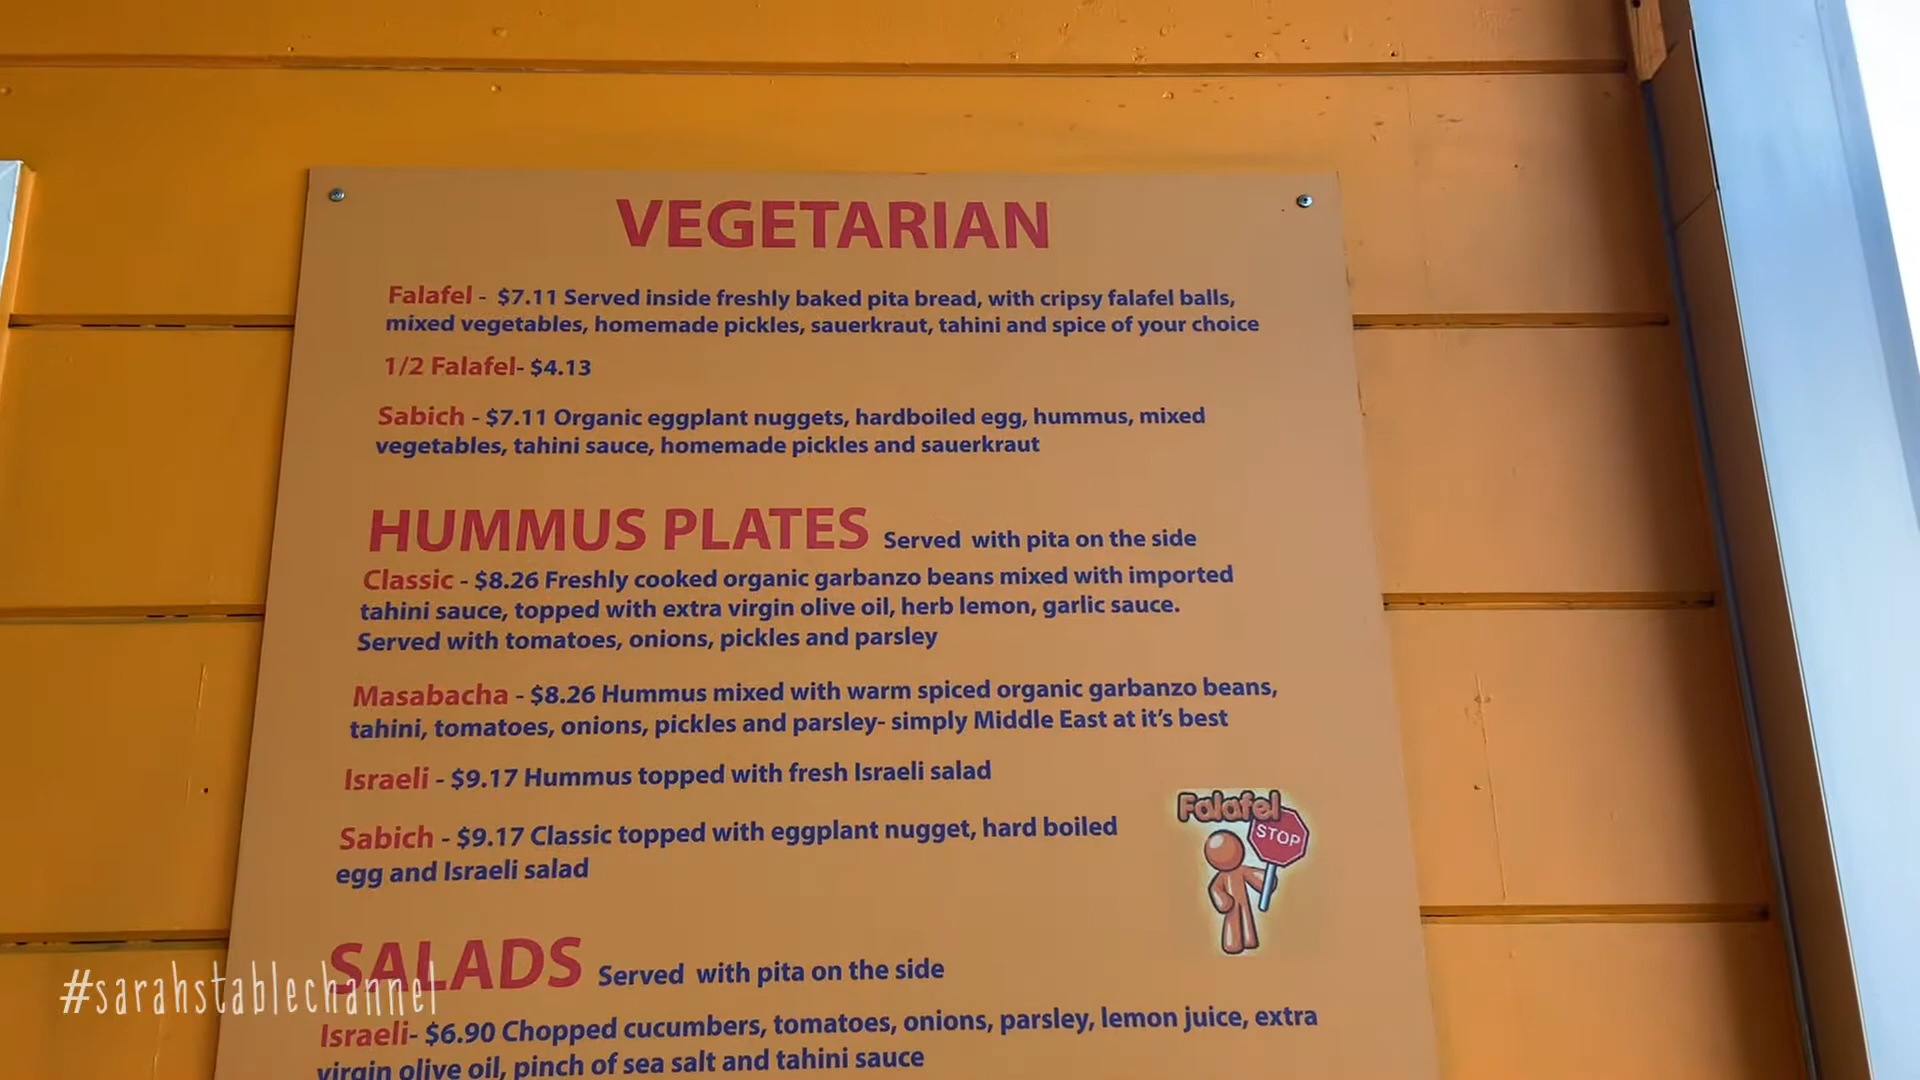 VEGETARIAN
Falafel - $7.11 Served inside freshly baked pita bread, with cripsy falafel balls,
mixed vegetables, homemade pickles, sauerkraut, tahini and spice of your choice
1/2 Falafel- $4.13
Sabich - $7.11 Organic eggplant nuggets, hardboiled egg, hummus, mixed
vegetables, tahini sauce, homemade pickles and sauerkraut
HUMMUS PLATES Served with pita on the side
Classic - $8.26 Freshly cooked organic garbanzo beans mixed with imported
tahini sauce, topped with extra virgin olive oil, herb lemon, garlic sauce.
Served with tomatoes, onions, pickles and parsley
Masabacha - $8.26 Hummus mixed with warm spiced organic garbanzo beans,
tahini, tomatoes, onions, pickles and parsley- simply Middle East at it's best
Israeli - $9.17 Hummus topped with fresh Israeli salad
Sabich - $9.17 Classic topped with eggplant nugget, hard boiled
egg and Israeli salad
Falafel
STOP
SALADS Served with pita on the side
#sarahstablechannel
Israeli- $6.90 Chopped cucumbers, tomatoes, onions, parsley, lemon juice, extra
virgin olive oil, pinch of sea salt and tahini sauce